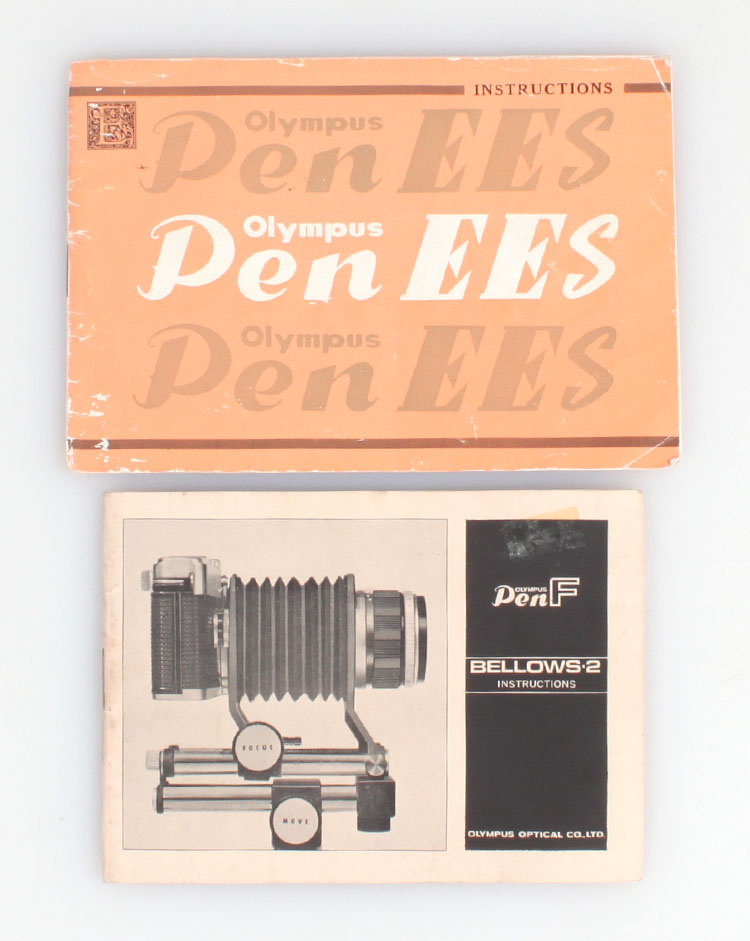 INSTRUCTIONS
E
Olympus
Pen EES
Olympus
Pen EES
Olympus
Pen EES
OLYMPUS
Pen F
BELLOWS-2
INSTRUCTIONS
FOCUS
MOVE
OLYMPUS OPTICAL CO.,LTD.